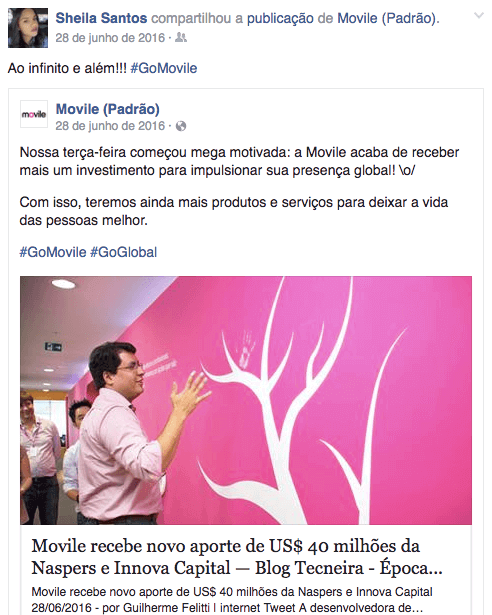 Sheila Santos compartilhou a publicação de Movile (Padrão).
28 de junho de 2016 ·
Ao infinito e além!!! #GoMovile
movile
Movile (Padrão)
28 de junho de 2016 ·
Nossa terça-feira começou mega motivada: a Movile acaba de receber
mais um investimento para impulsionar sua presença global! \o/
Com isso, teremos ainda mais produtos e serviços para deixar a vida
das pessoas melhor.
#GoMovile #GoGlobal
Movile recebe novo aporte de US$ 40 milhões da
Naspers e Innova Capital — Blog Tecneira - Época...
Movile recebe novo aporte de US$ 40 milhões da Naspers e Innova Capital
28/06/2016 - por Guilherme Felitti I internet Tweet A desenvolvedora de...